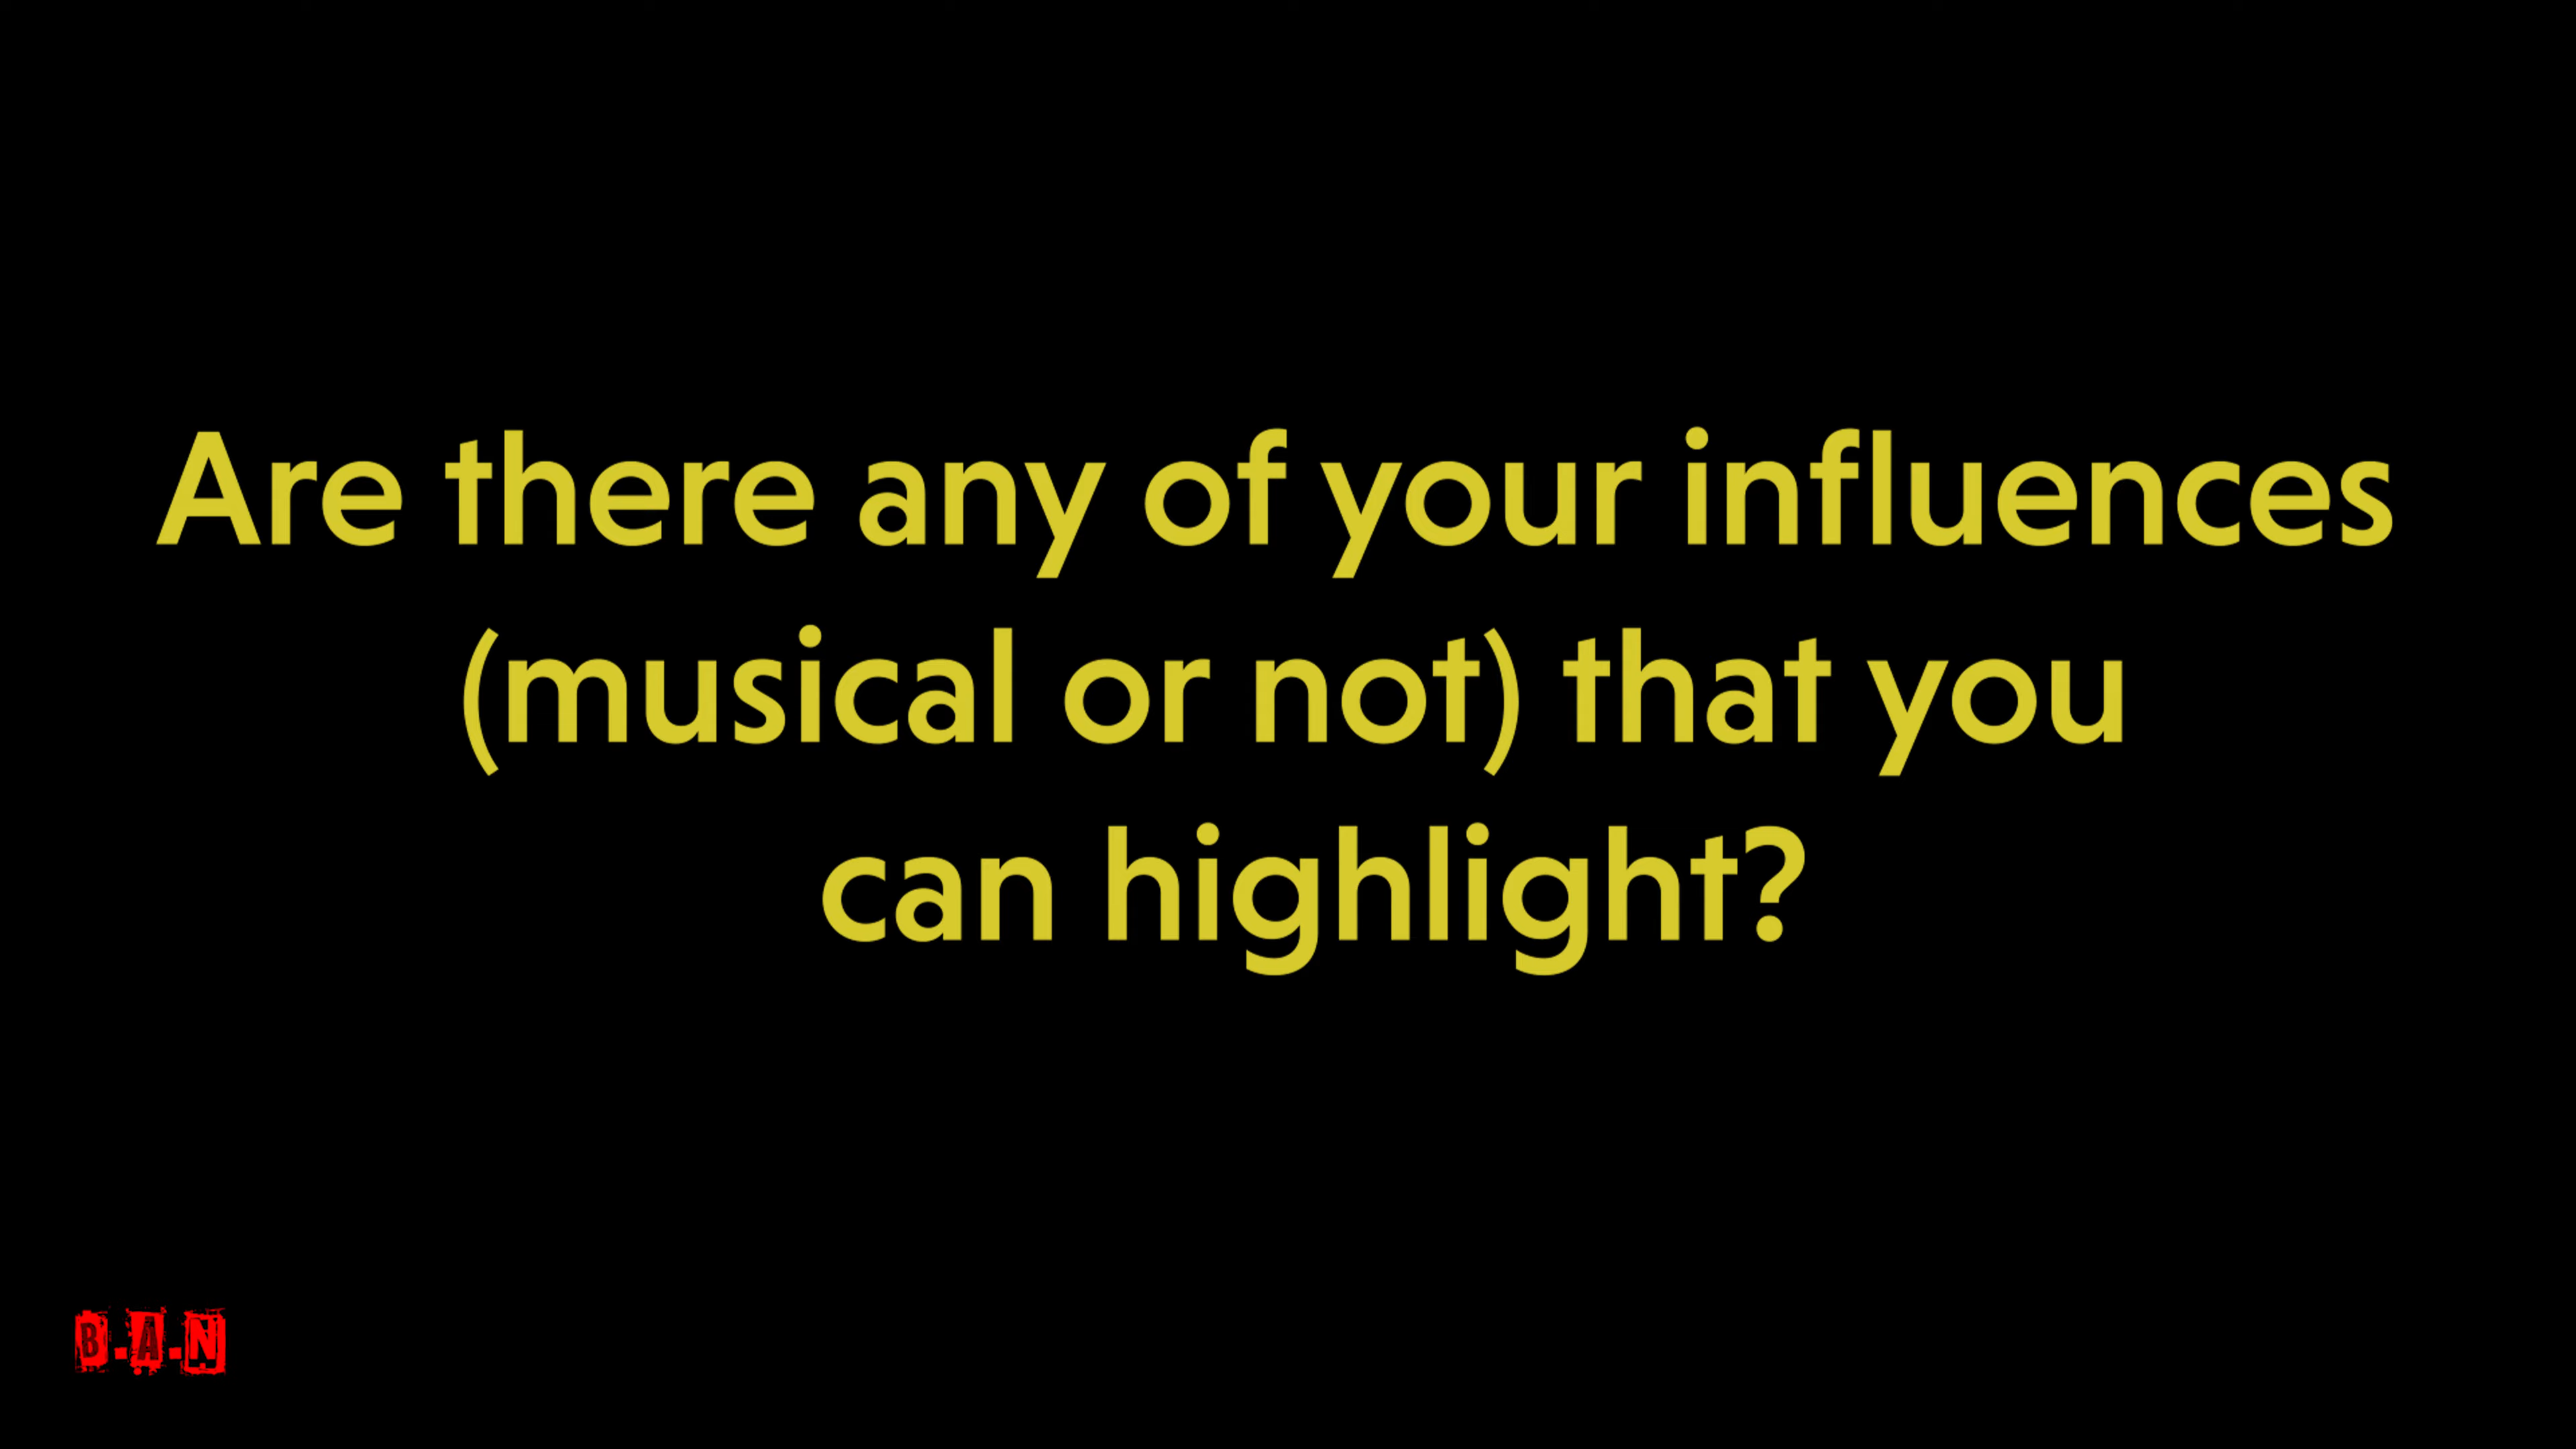 Are there any of your influences
(musical or not) that you
can highlight?
B.A.N